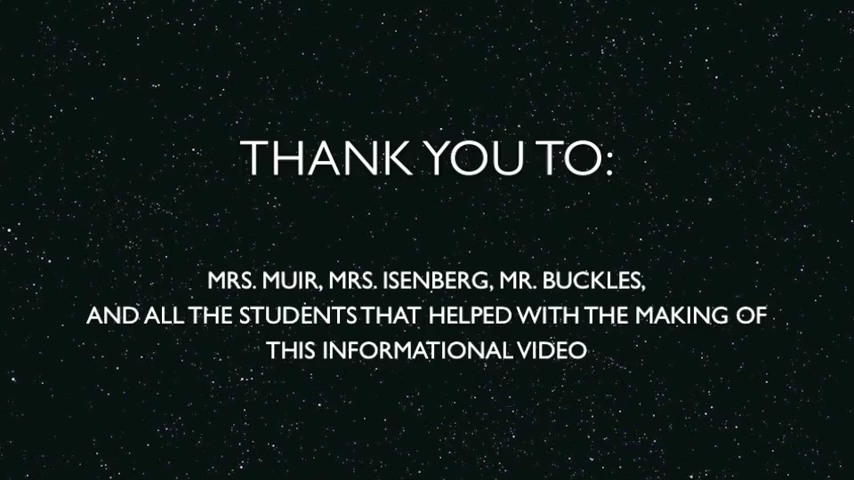 THANK YOU TO:
MRS. MUIR, MRS. ISENBERG, MR. BUCKLES,
AND ALL THE STUDENTS THAT HELPED WITH THE MAKING OF
THIS INFORMATIONAL VIDEO